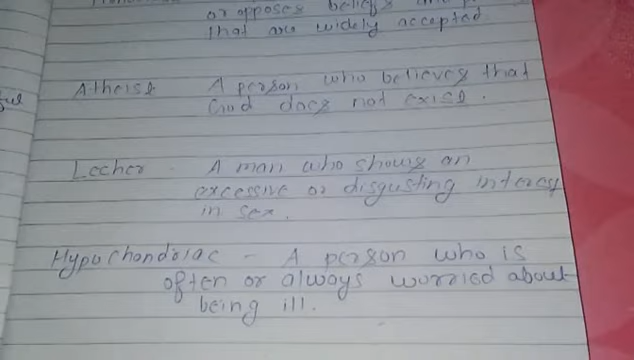 or opposes beliefs
that are widely accepted
Atheist A person who believes that
God does not exist.
Lecher - A man who shows an
excessive or disgusting interest
in sex.
Hypochondriac - A person who is
often or always worried about
being ill.